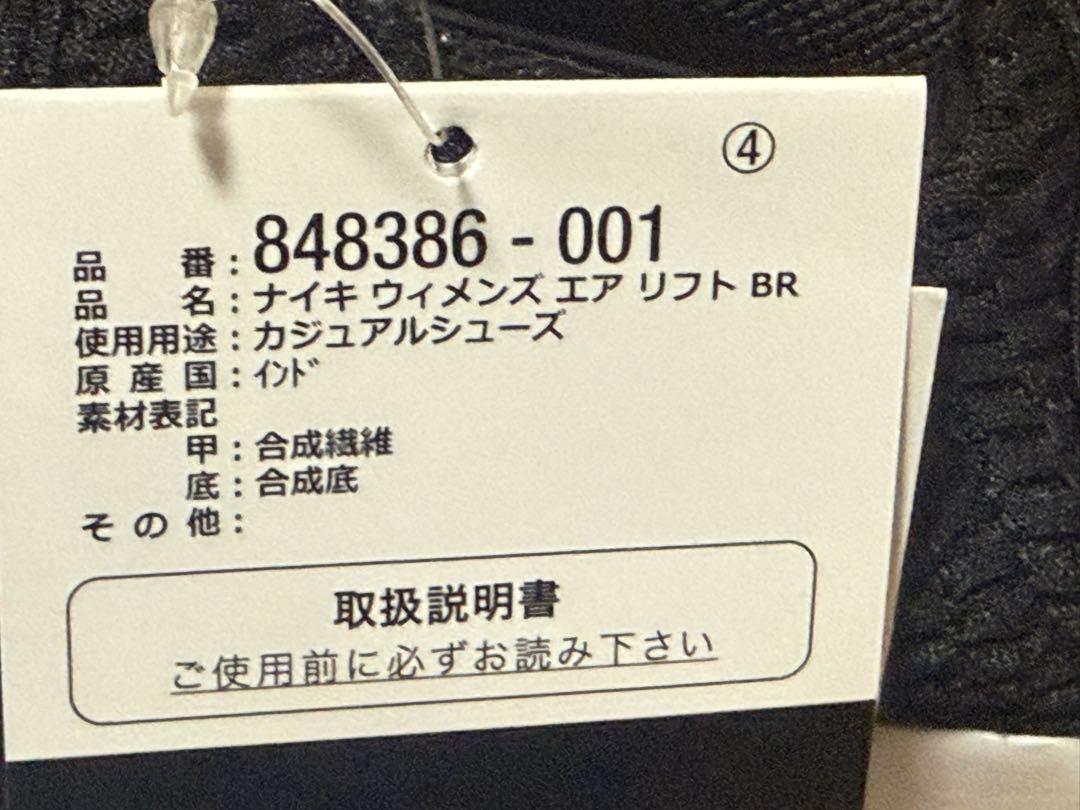 ④
品番:848386-001
品名:ナイキ ウィメンズ エア リフト BR
使用用途:カジュアルシューズ
原産国:ｲﾝﾄﾞ
素材表記
甲:合成繊維
底:合成底
その他:
取扱説明書
ご使用前に必ずお読み下さい